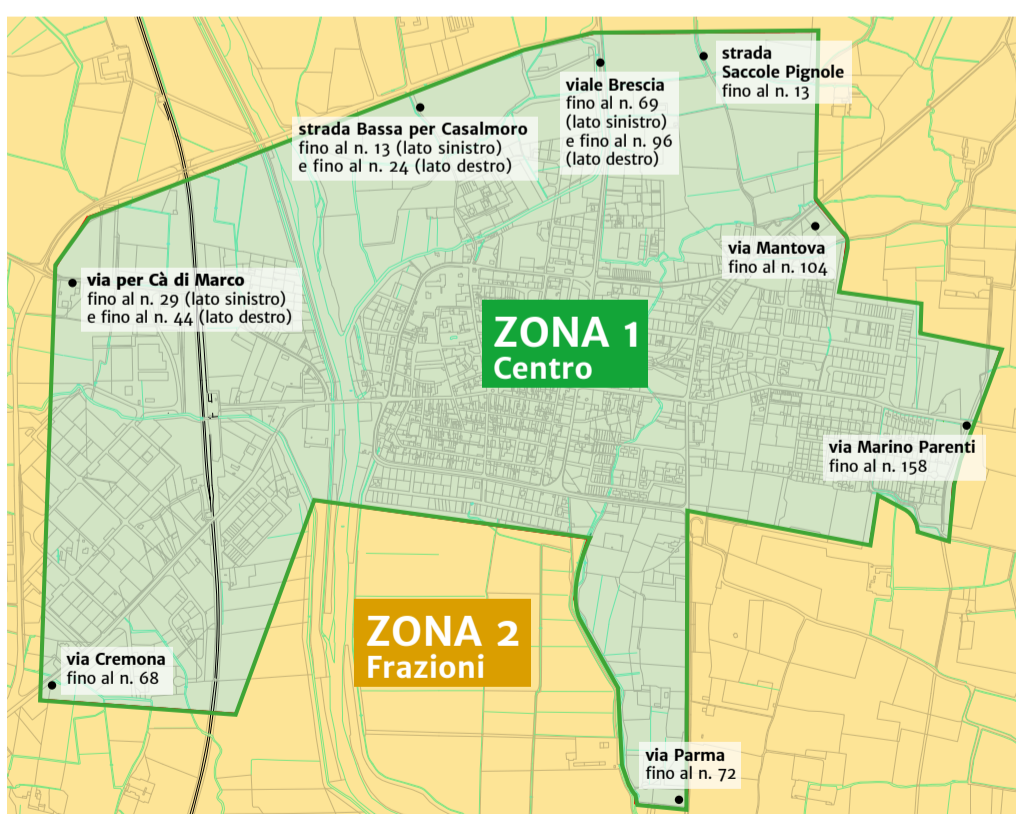 strada
Saccole Pignole
fino al n. 13
viale Brescia
fino al n. 69
(lato sinistro)
e fino al n. 96
(lato destro)
strada Bassa per Casalmoro
fino al n. 13 (lato sinistro)
e fino al n. 24 (lato destro)
via Mantova
fino al n. 104
via per Cà di Marco
fino al n. 29 (lato sinistro)
e fino al n. 44 (lato destro)
ZONA 1
Centro
via Marino Parenti
fino al n. 158
ZONA 2
Frazioni
via Cremona
fino al n. 68
via Parma
fino al n. 72